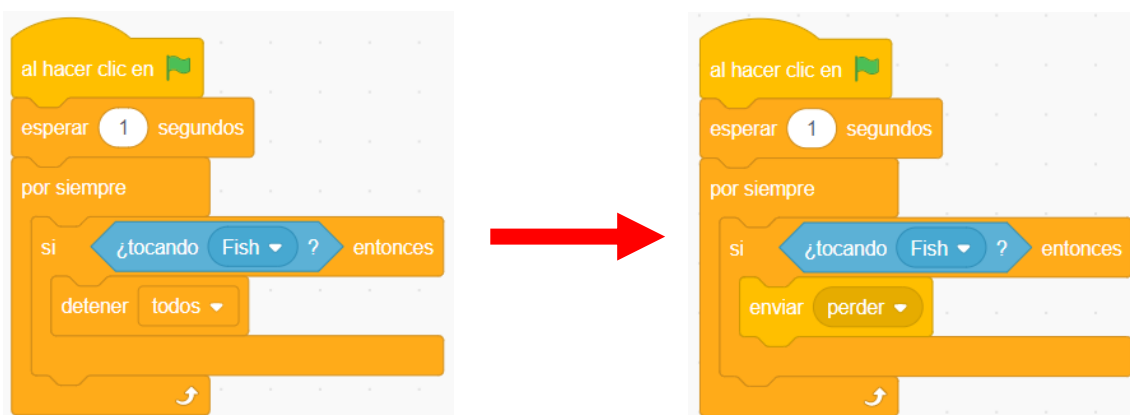 al hacer clic en
esperar 1 segundos
por siempre
si ¿tocando Fish ? entonces
detener todos
al hacer clic en
esperar 1 segundos
por siempre
si ¿tocando Fish ? entonces
enviar perder